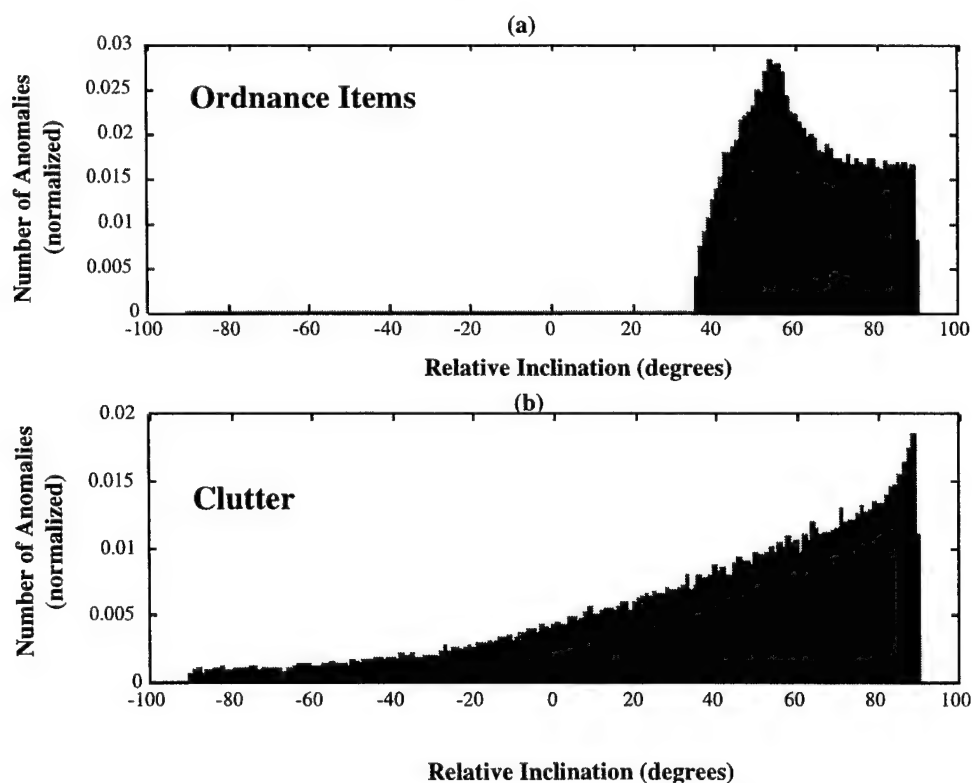 (a)
0.03
0.025
0.02
0.015
0.01
0.005
0
Number of Anomalies
(normalized)
Ordnance Items
-100 -80 -60 -40 -20 0 20 40 60 80 100
Relative Inclination (degrees)
(b)
0.02
0.015
0.01
0.005
0
Number of Anomalies
(normalized)
Clutter
-100 -80 -60 -40 -20 0 20 40 60 80 100
Relative Inclination (degrees)